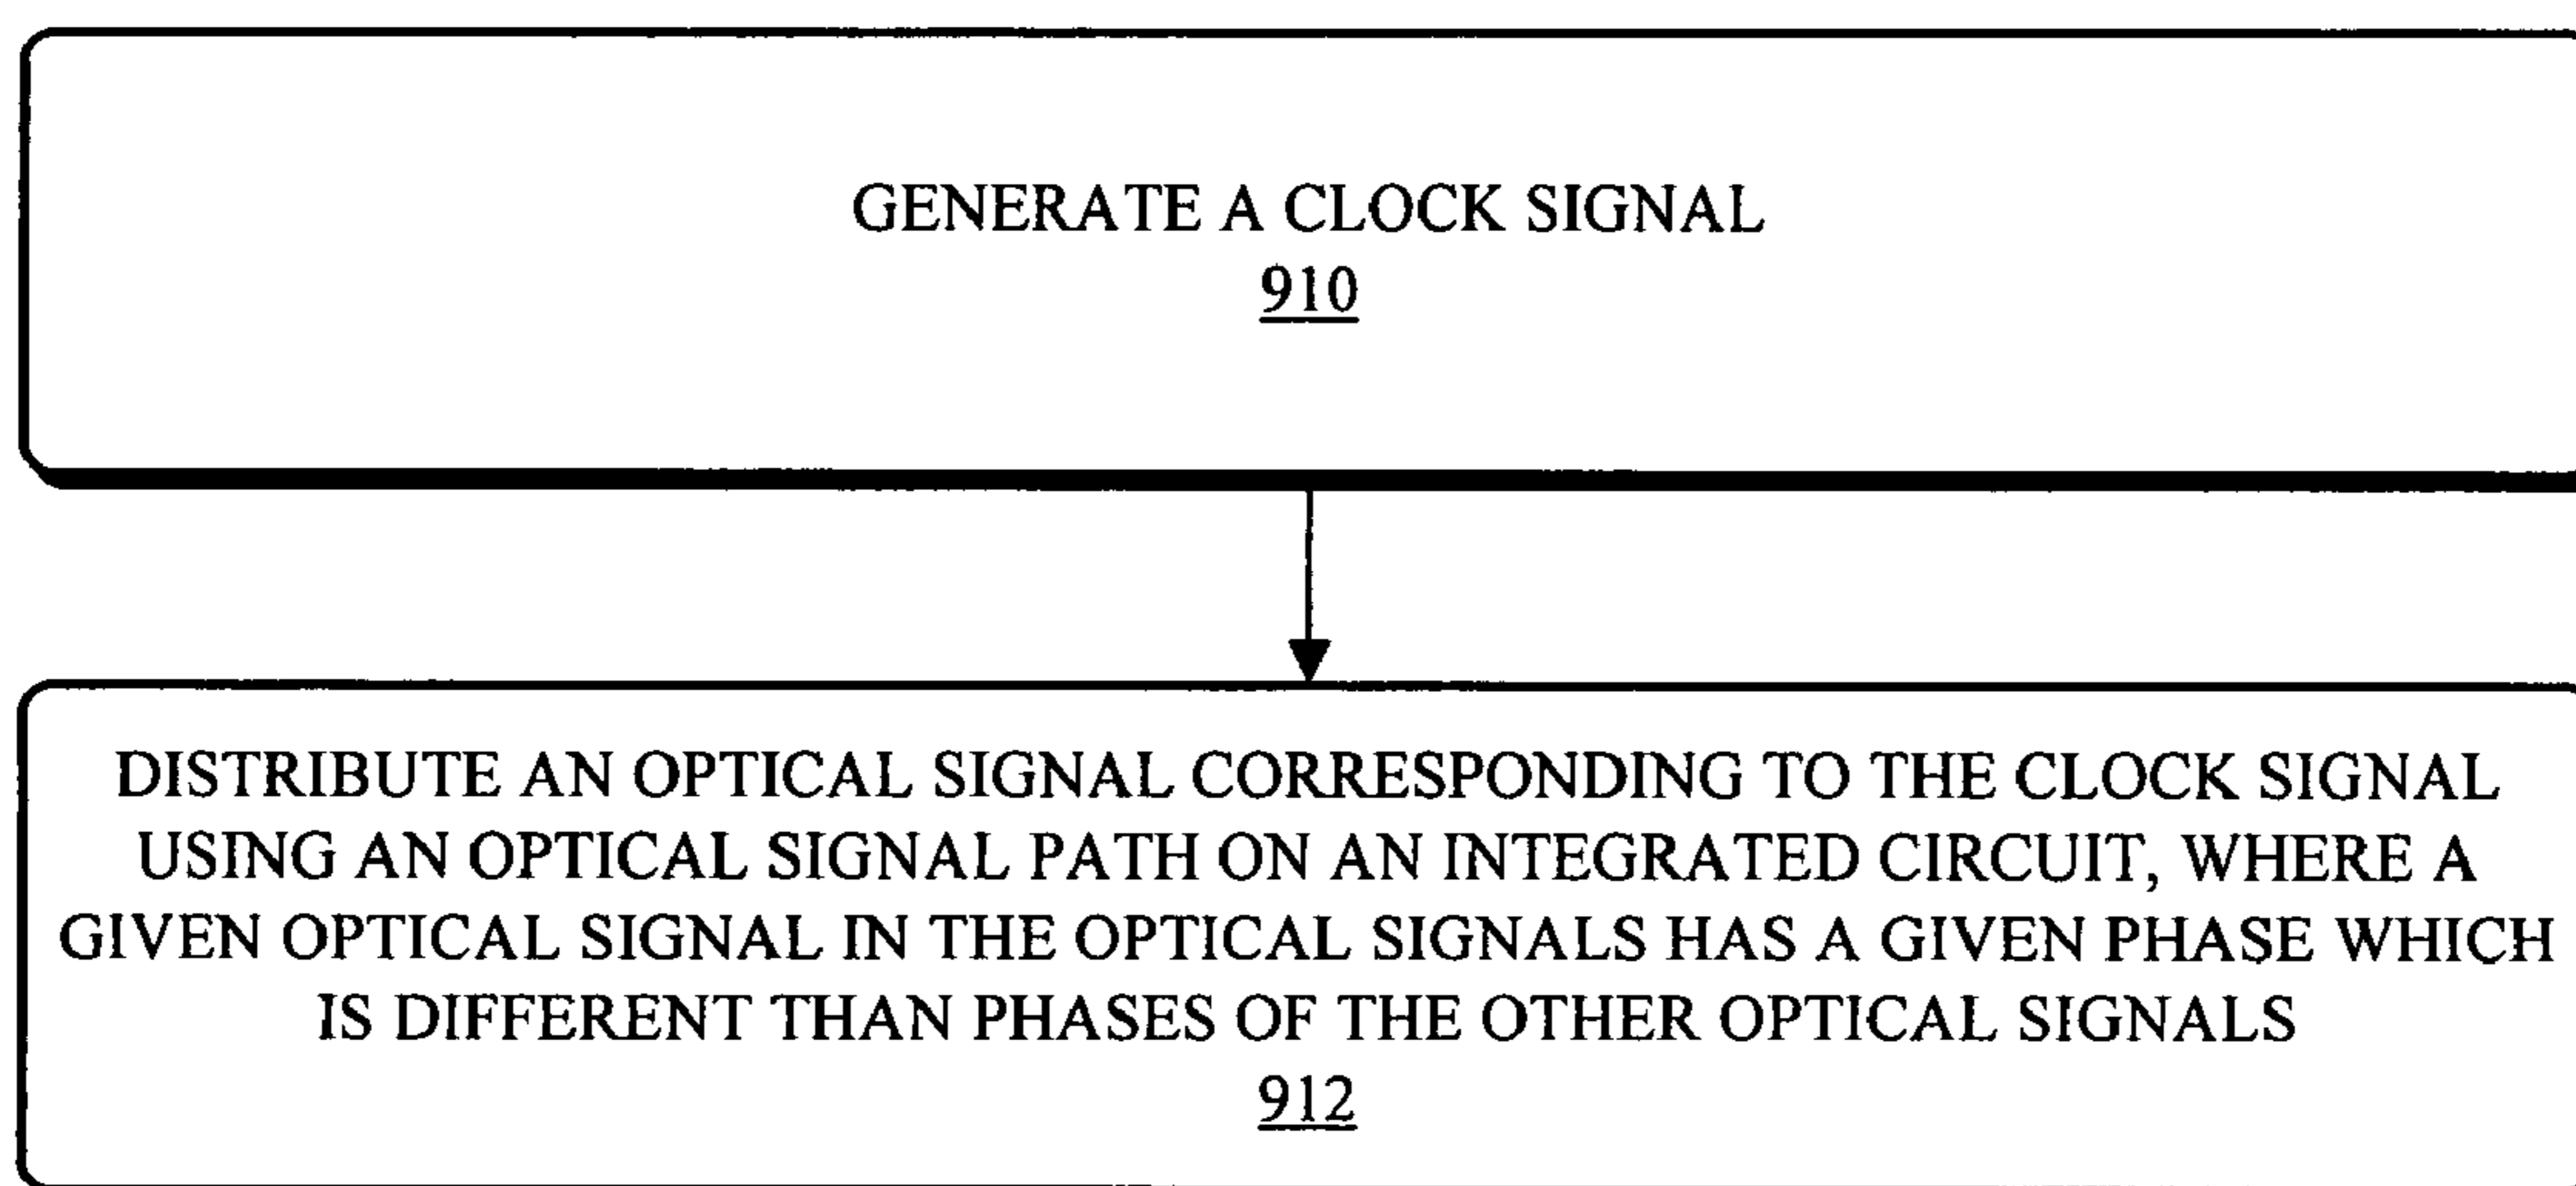 GENERATE A CLOCK SIGNAL
910
DISTRIBUTE AN OPTICAL SIGNAL CORRESPONDING TO THE CLOCK SIGNAL
USING AN OPTICAL SIGNAL PATH ON AN INTEGRATED CIRCUIT, WHERE A
GIVEN OPTICAL SIGNAL IN THE OPTICAL SIGNALS HAS A GIVEN PHASE WHICH
IS DIFFERENT THAN PHASES OF THE OTHER OPTICAL SIGNALS
912